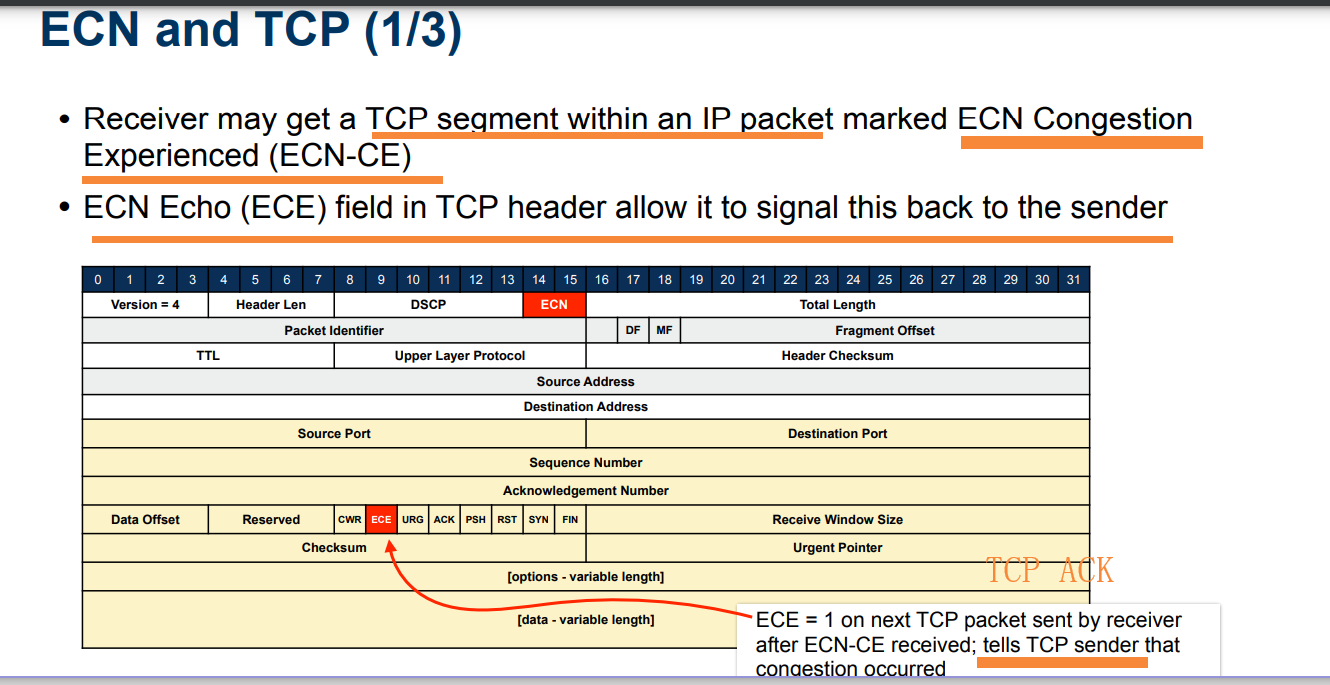 ECN and TCP (1/3)
• Receiver may get a TCP segment within an IP packet marked ECN Congestion
Experienced (ECN-CE)
• ECN Echo (ECE) field in TCP header allow it to signal this back to the sender
0 1 2 3 4 5 6 7 8 9 10 11 12 13 14 15 16 17 18 19 20 21 22 23 24 25 26 27 28 29 30 31
Version = 4 Header Len DSCP ECN Total Length
Packet Identifier DF MF Fragment Offset
TTL Upper Layer Protocol Header Checksum
Source Address
Destination Address
Source Port Destination Port
Sequence Number
Acknowledgement Number
Data Offset Reserved CWR ECE URG ACK PSH RST SYN FIN Receive Window Size
Checksum Urgent Pointer
[options - variable length]
TCP ACK
[data - variable length]
ECE = 1 on next TCP packet sent by receiver
after ECN-CE received; tells TCP sender that
congestion occurred